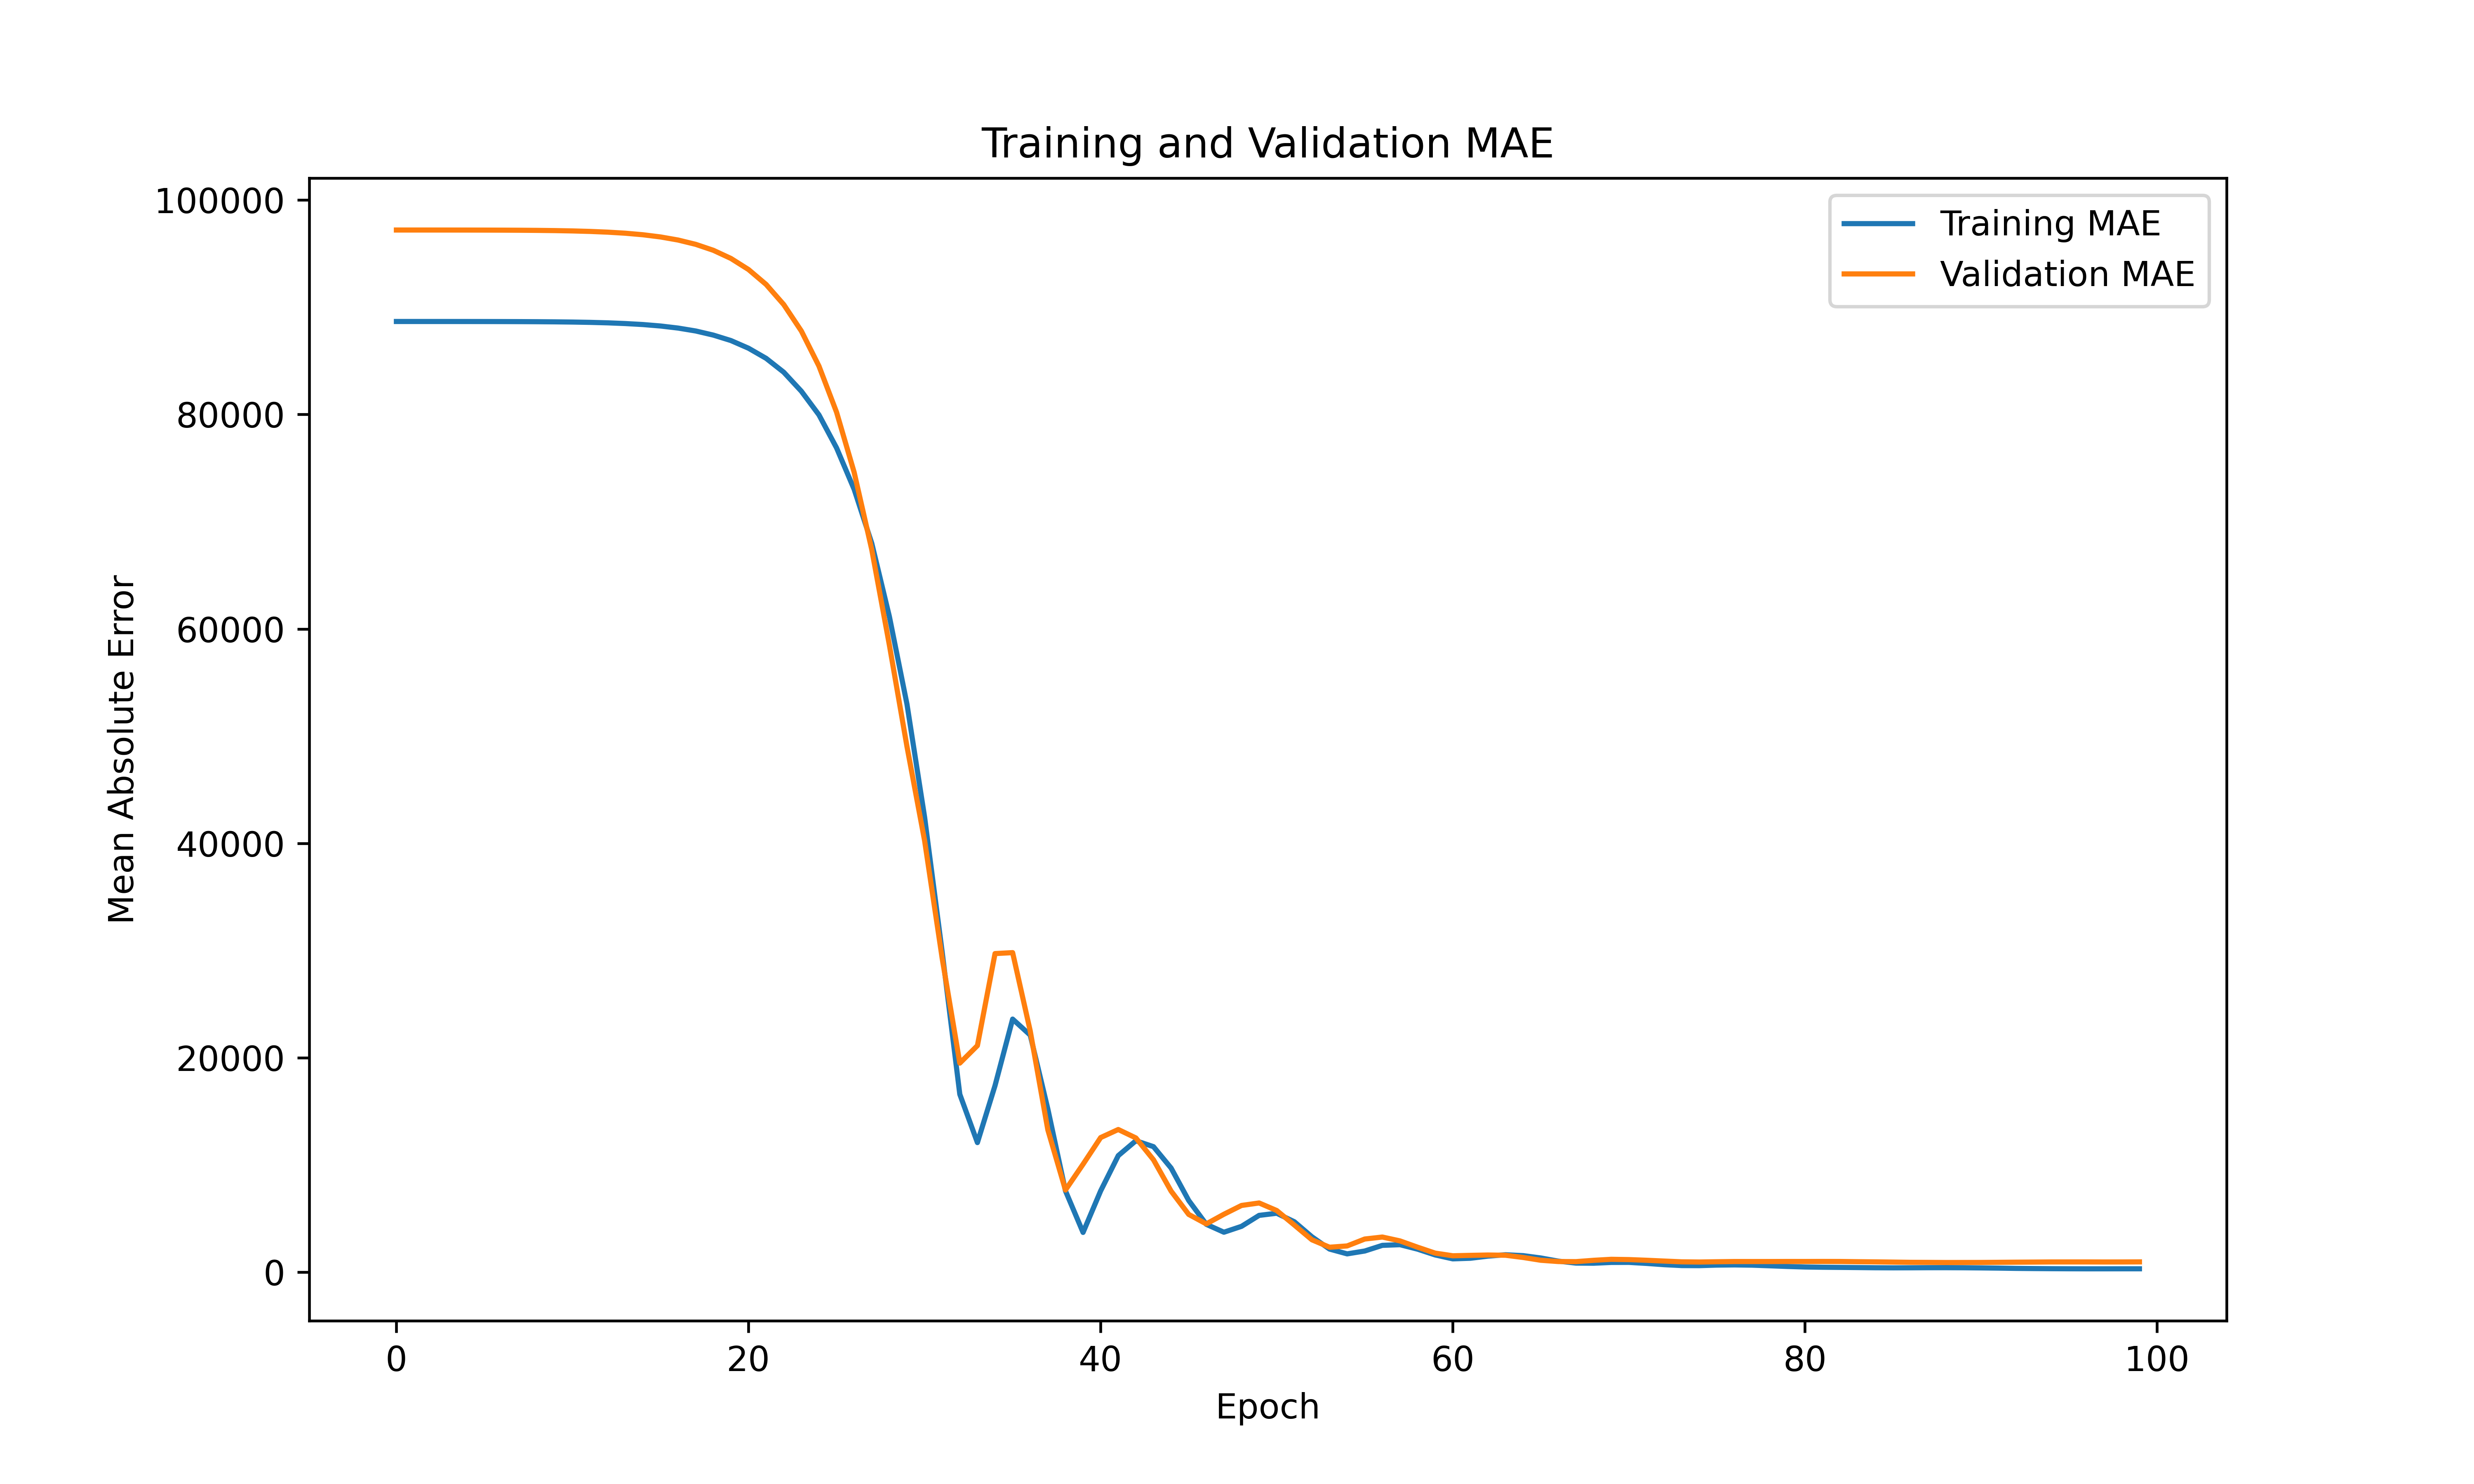 Training and Validation MAE
Training MAE
Validation MAE
Mean Absolute Error
100000
80000
60000
40000
20000
0
0 20 40 60 80 100
Epoch